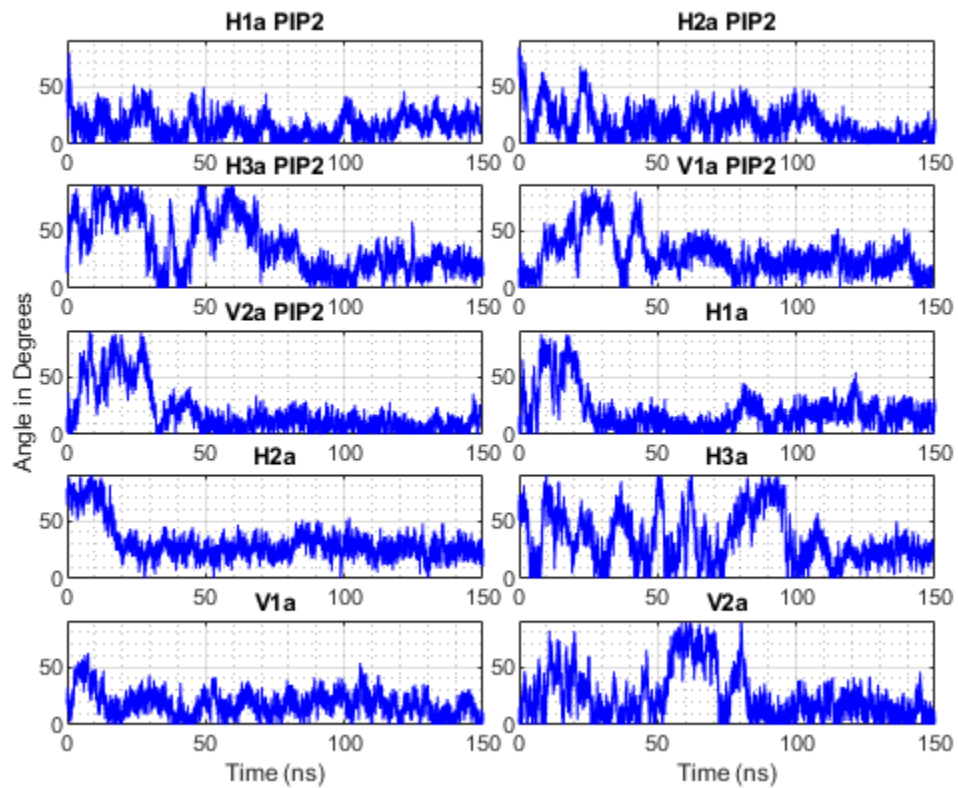 H1a PIP2 H2a PIP2
50 50
0 0
0 50 100 150 0 50 100 150
H3a PIP2 V1a PIP2
50 50
0 0
0 50 100 150 0 50 100 150
V2a PIP2 H1a
50 50
0 0
0 50 100 150 0 50 100 150
H2a H3a
50 50
0 0
0 50 100 150 0 50 100 150
V1a V2a
50 50
0 0
0 50 100 150 0 50 100 150
Time (ns) Time (ns)
Angle in Degrees